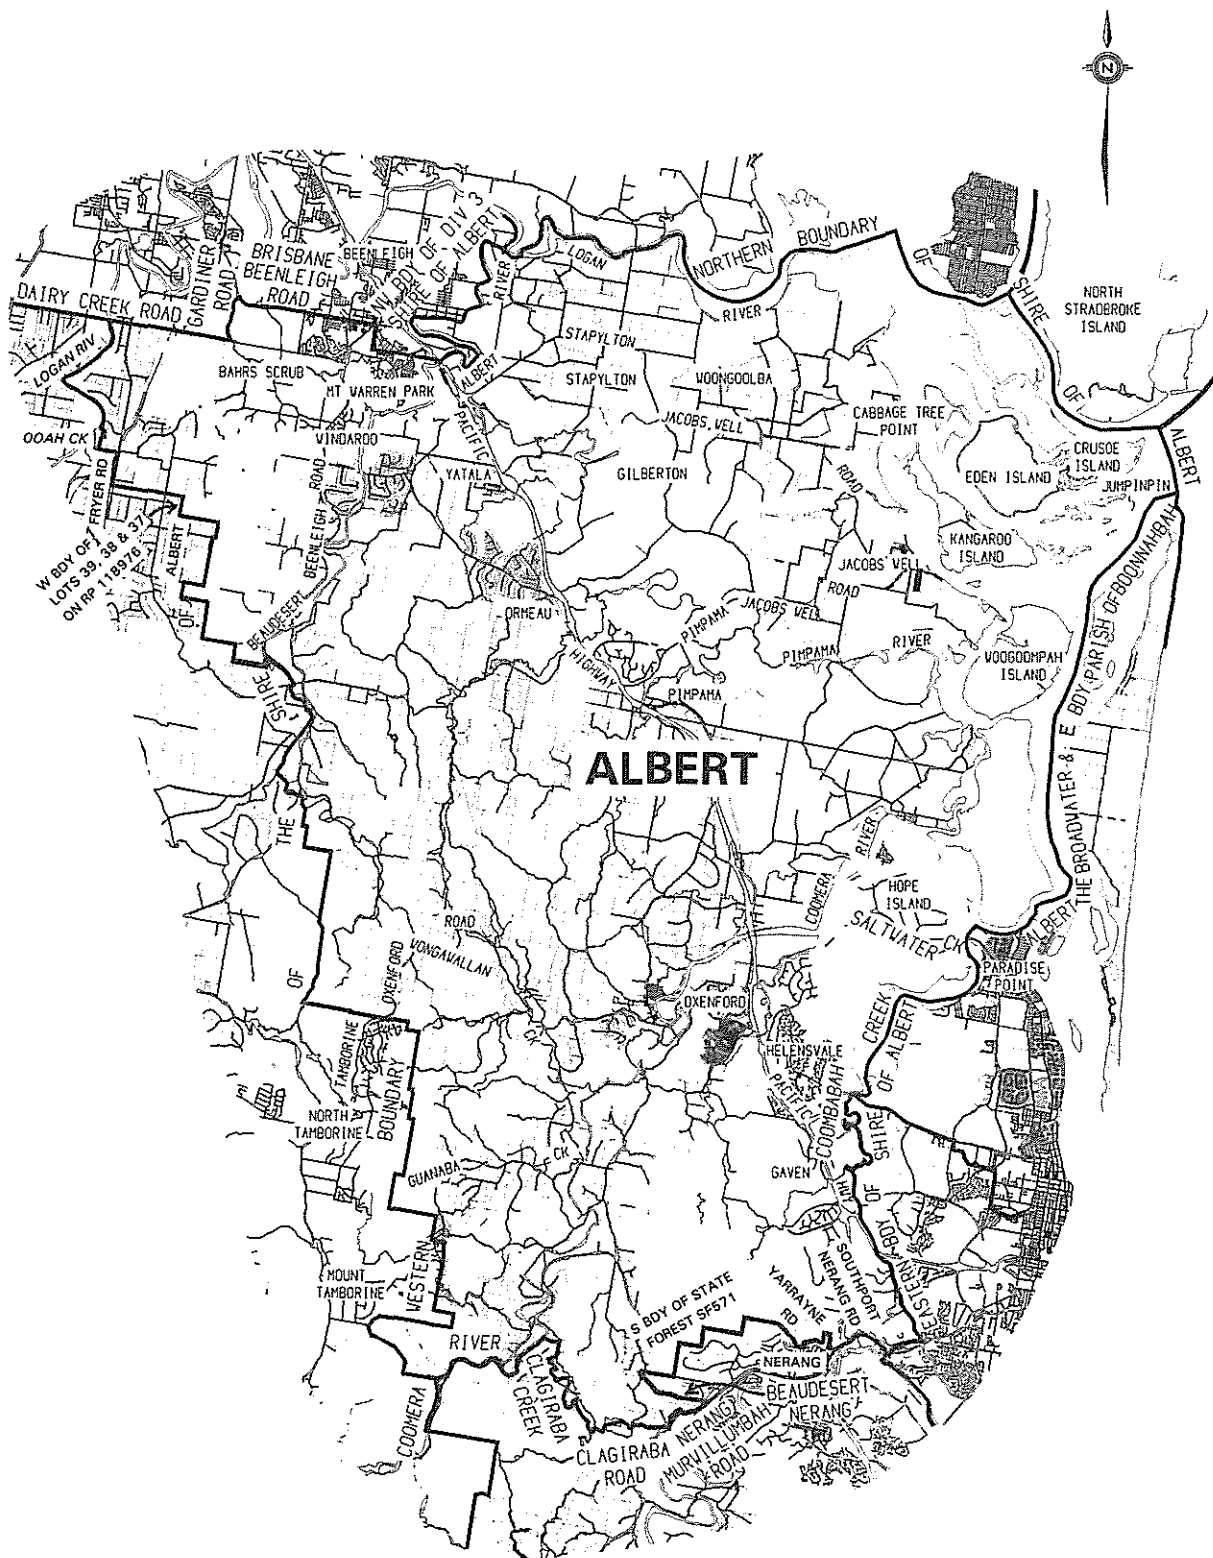 N
NORTHERN BOUNDARY
OF
SHIRE
OF
ALBERT
NW BDY OF DIV 3
SHIRE OF ALBERT
BEENLEIGH
BRISBANE
BEENLEIGH
ROAD
GARDINER
ROAD
DAIRY CREEK ROAD
LOGAN
RIVER
RIVER
NORTH
STRADBROKE
ISLAND
LOGAN RIV
BAHRS SCRUB
MT WARREN PARK
ALBERT
STAPYLTON
STAPYLTON
WOONGOOLBA
CABBAGE TREE
POINT
JACOBS WELL
ROAD
OOAH CK
WINDAROO
PACIFIC
YATALA
GILBERTON
EDEN ISLAND
CRUSOE
ISLAND
JUMPINPIN
FRYER RD
W BDY OF
LOTS 39, 38 & 37
ON RP 118976
ALBERT
OF
BEENLEIGH
ROAD
BEAUDESERT
KANGAROO
ISLAND
JACOBS WELL
ROAD
JACOBS WELL
ORMEAU
PIMPAMA
PIMPAMA
RIVER
WOOGOOMPAH
ISLAND
HIGHWAY
PIMPAMA
SHIRE
THE BROADWATER & E BDY PARISH OF BOONNAHBAH
ALBERT
THE
COOMERA
RIVER
HOPE
ISLAND
SALTWATER CK
ALBERT
PARADISE
POINT
ROAD
WONGAWALLAN
CK
OF
TAMBORINE
OXENFORD
OXENFORD
HELENSVALE
PACIFIC
HWY
COOMBABAH
CREEK
SHIRE OF ALBERT
NORTH
TAMBORINE
BOUNDARY
GUANABA
CK
GAVEN
EASTERN BDY OF
MOUNT
TAMBORINE
WESTERN
S BDY OF STATE
FOREST SF571
YARRAYNE
RD
SOUTHPORT
NERANG RD
RIVER
COOMERA
CLAGIRABA
CREEK
NERANG
BEAUDESERT
NERANG
CLAGIRABA
ROAD
NERANG
MURWILLUMBAH
ROAD